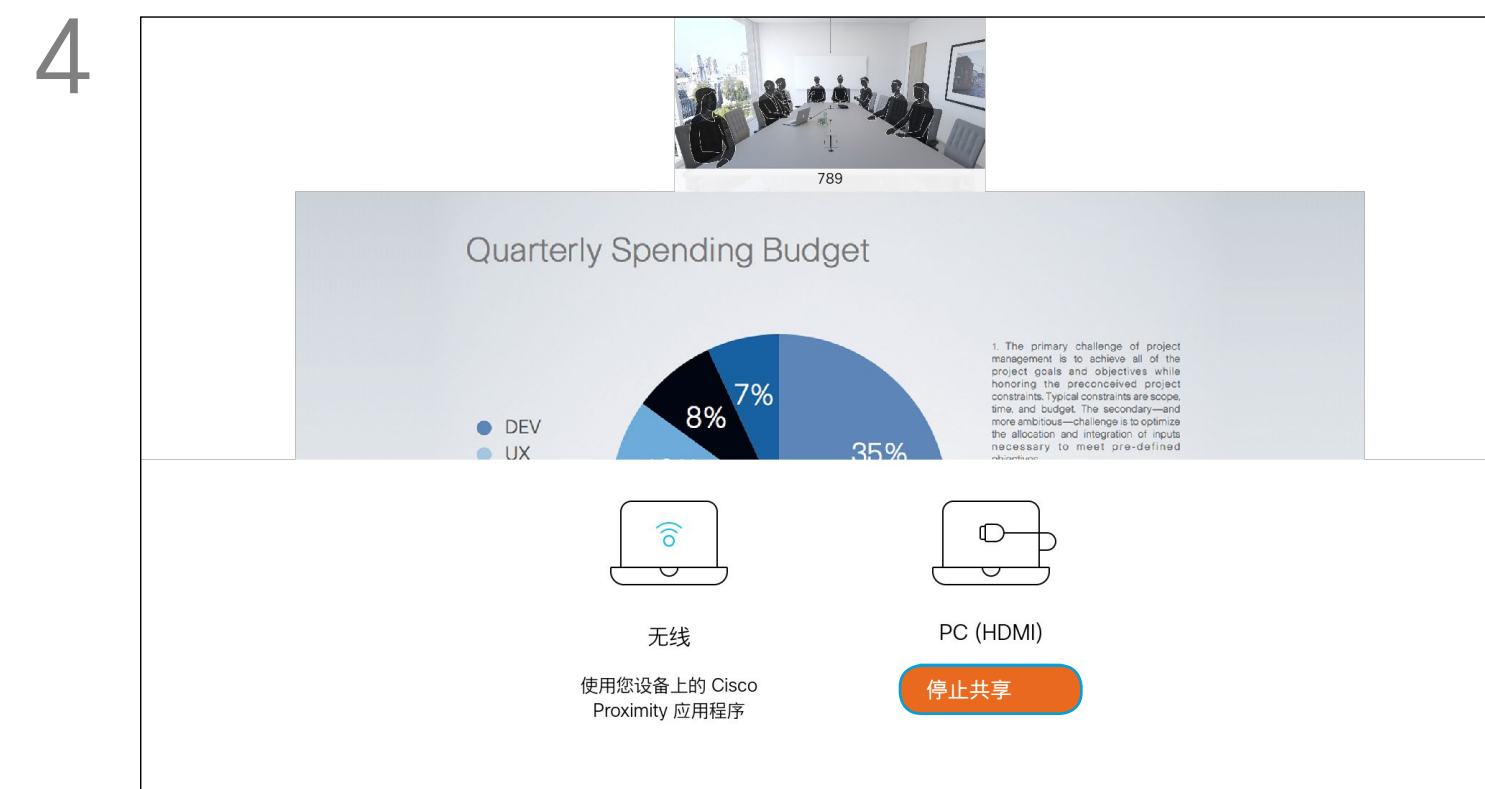 4
789
Quarterly Spending Budget
1. The primary challenge of project
management is to achieve all of the
project goals and objectives while
honoring the preconceived project
constraints. Typical constraints are scope,
time, and budget. The secondary—and
more ambitious—challenge is to optimize
the allocation and integration of inputs
necessary to meet pre-defined
7%
8%
35%
DEV
UX
无线
使用您设备上的 Cisco
Proximity 应用程序
PC (HDMI)
停止共享